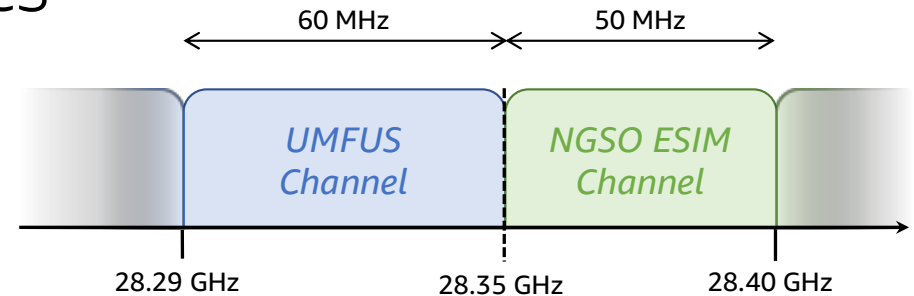 60 MHz 50 MHz
UMFUS
Channel
NGSO ESIM
Channel
28.29 GHz 28.35 GHz 28.40 GHz